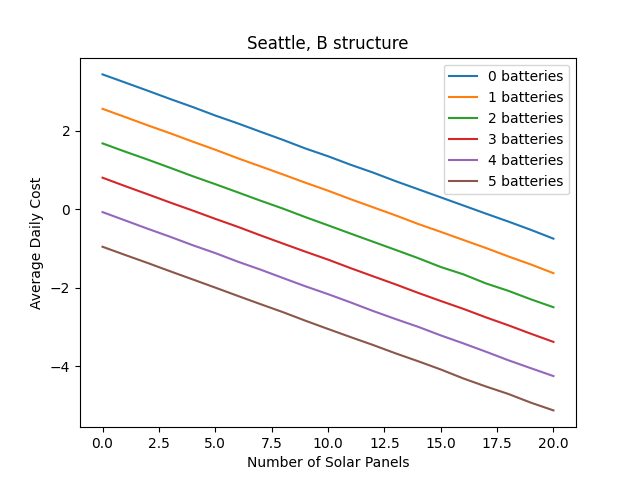 Seattle, B structure
0 batteries
1 batteries
2 batteries
3 batteries
4 batteries
5 batteries
Average Daily Cost
2
0
−2
−4
0.0 2.5 5.0 7.5 10.0 12.5 15.0 17.5 20.0
Number of Solar Panels